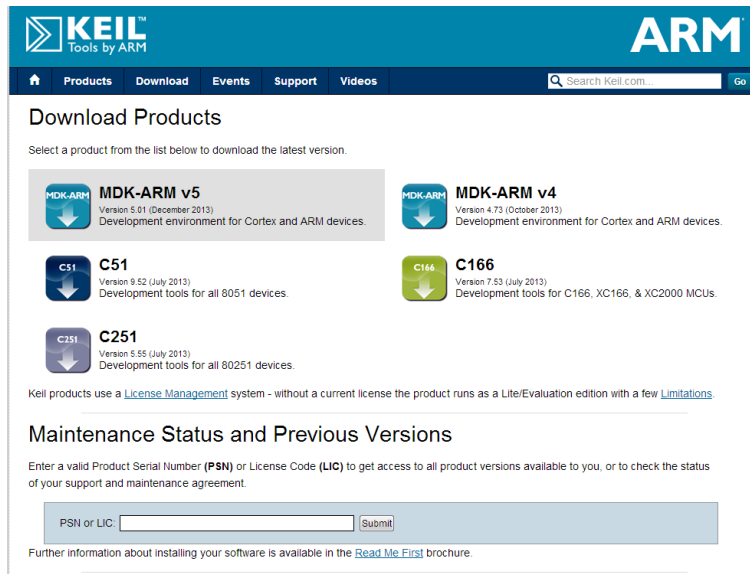 KEIL™
Tools by ARM
ARM
Products Download Events Support Videos Search Keil.com... Go
Download Products
Select a product from the list below to download the latest version.
MDK-ARM
MDK-ARM v5
Version 5.01 (December 2013)
Development environment for Cortex and ARM devices.
MDK-ARM
MDK-ARM v4
Version 4.73 (October 2013)
Development environment for Cortex and ARM devices.
C51
C51
Version 9.52 (July 2013)
Development tools for all 8051 devices.
C166
C166
Version 7.53 (July 2013)
Development tools for C166, XC166, & XC2000 MCUs.
C251
C251
Version 5.55 (July 2013)
Development tools for all 80251 devices.
Keil products use a License Management system - without a current license the product runs as a Lite/Evaluation edition with a few Limitations.
Maintenance Status and Previous Versions
Enter a valid Product Serial Number (PSN) or License Code (LIC) to get access to all product versions available to you, or to check the status
of your support and maintenance agreement.
PSN or LIC: Submit
Further information about installing your software is available in the Read Me First brochure.